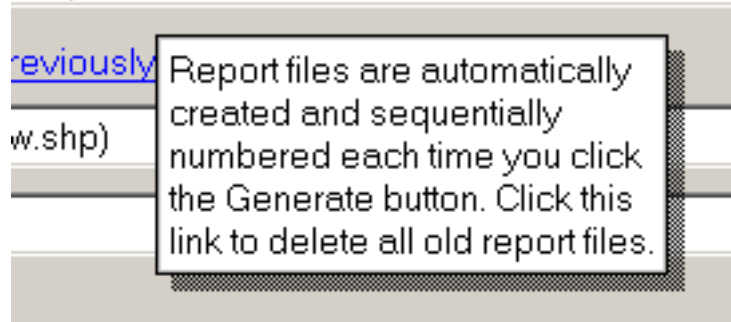 reviously
Report files are automatically
created and sequentially
w.shp)
numbered each time you click
the Generate button. Click this
link to delete all old report files.